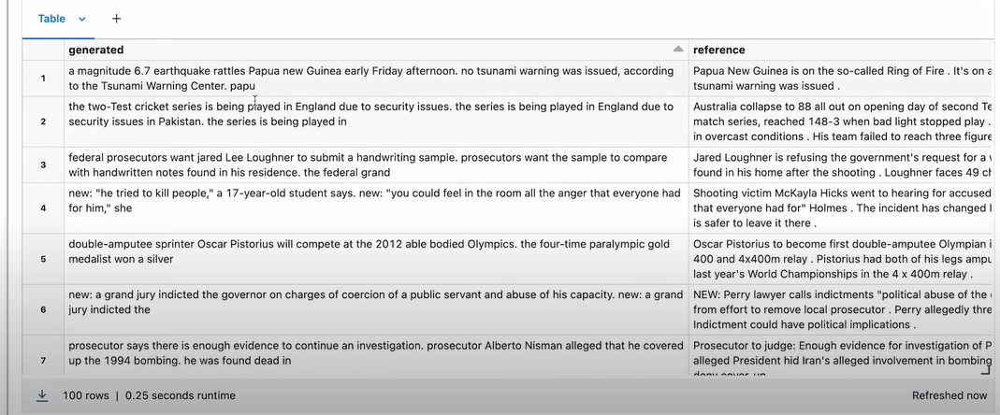 Table
+
generated
reference
1
a magnitude 6.7 earthquake rattles Papua new Guinea early Friday afternoon. no tsunami warning was issued, according
to the Tsunami Warning Center. papu
Papua New Guinea is on the so-called Ring of Fire . It's on a
tsunami warning was issued .
2
the two-Test cricket series is being played in England due to security issues. the series is being played in England due to
security issues in Pakistan. the series is being played in
Australia collapse to 88 all out on opening day of second Te
match series, reached 148-3 when bad light stopped play .
in overcast conditions . His team failed to reach three figure
3
federal prosecutors want jared Lee Loughner to submit a handwriting sample. prosecutors want the sample to compare
with handwritten notes found in his residence. the federal grand
Jared Loughner is refusing the government's request for a
found in his home after the shooting . Loughner faces 49 ch
4
new: "he tried to kill people," a 17-year-old student says. new: "you could feel in the room all the anger that everyone had
for him," she
Shooting victim McKayla Hicks went to hearing for accused
that everyone had for" Holmes . The incident has changed
is safer to leave it there .
5
double-amputee sprinter Oscar Pistorius will compete at the 2012 able bodied Olympics. the four-time paralympic gold
medalist won a silver
Oscar Pistorius to become first double-amputee Olympian i
400 and 4x400m relay . Pistorius had both of his legs ampu
last year's World Championships in the 4 x 400m relay .
6
new: a grand jury indicted the governor on charges of coercion of a public servant and abuse of his capacity. new: a grand
jury indicted the
NEW: Perry lawyer calls indictments "political abuse of the
from effort to remove local prosecutor . Perry allegedly thre
Indictment could have political implications .
7
prosecutor says there is enough evidence to continue an investigation. prosecutor Alberto Nisman alleged that he covered
up the 1994 bombing. he was found dead in
Prosecutor to judge: Enough evidence for investigation of P
alleged President hid Iran's alleged involvement in bombing
100 rows | 0.25 seconds runtime
Refreshed now